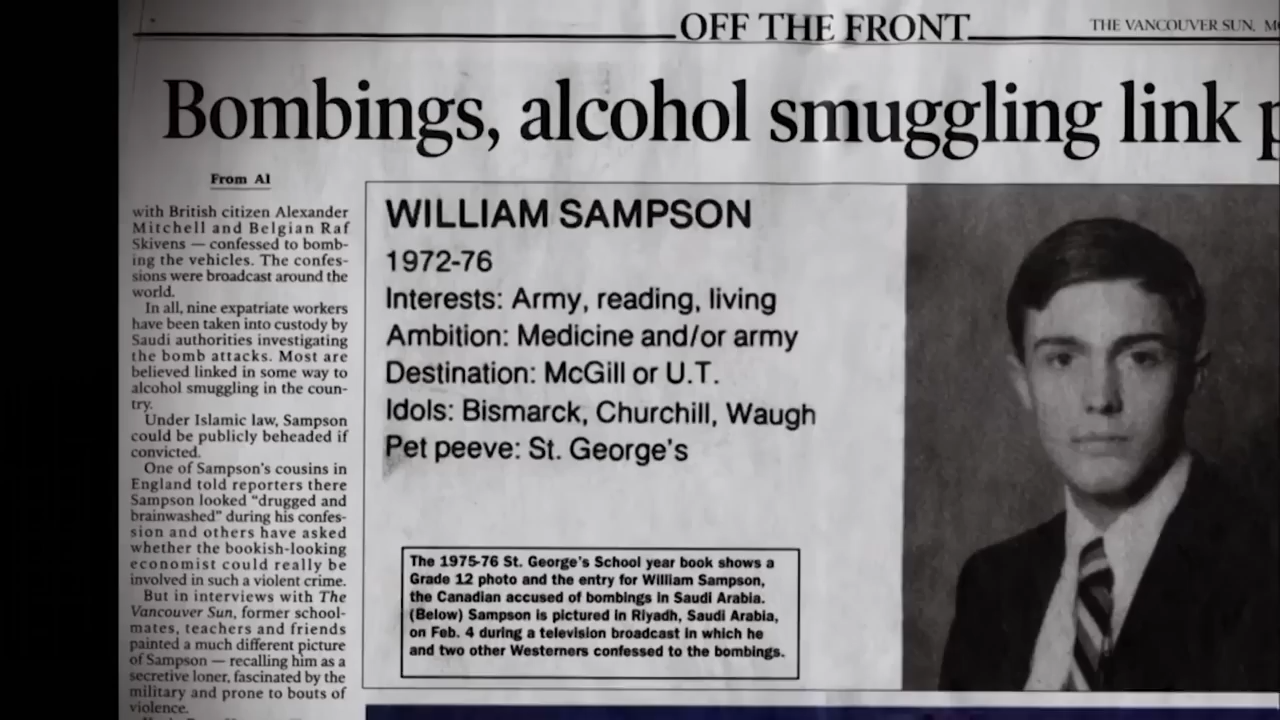 OFF THE FRONT
THE VANCOUVER SUN,
Bombings, alcohol smuggling link
From A1
with British citizen Alexander
Mitchell and Belgian Raf
Skivens — confessed to bomb-
ing the vehicles. The confes-
sions were broadcast around the
world.
In all, nine expatriate workers
have been taken into custody by
Saudi authorities investigating
the bomb attacks. Most are
believed linked in some way to
alcohol smuggling in the coun-
try.
Under Islamic law, Sampson
could be publicly beheaded if
convicted.
One of Sampson's cousins in
England told reporters there
Sampson looked "drugged and
brainwashed" during his confes-
sion and others have asked
whether the bookish-looking
economist could really be
involved in such a violent crime.
But in interviews with The
Vancouver Sun, former school-
mates, teachers and friends
painted a much different picture
of Sampson — recalling him as a
secretive loner, fascinated by the
military and prone to bouts of
violence.
WILLIAM SAMPSON
1972-76
Interests: Army, reading, living
Ambition: Medicine and/or army
Destination: McGill or U.T.
Idols: Bismarck, Churchill, Waugh
Pet peeve: St. George's
The 1975-76 St. George's School year book shows a
Grade 12 photo and the entry for William Sampson,
the Canadian accused of bombings in Saudi Arabia.
(Below) Sampson is pictured in Riyadh, Saudi Arabia,
on Feb. 4 during a television broadcast in which he
and two other Westerners confessed to the bombings.